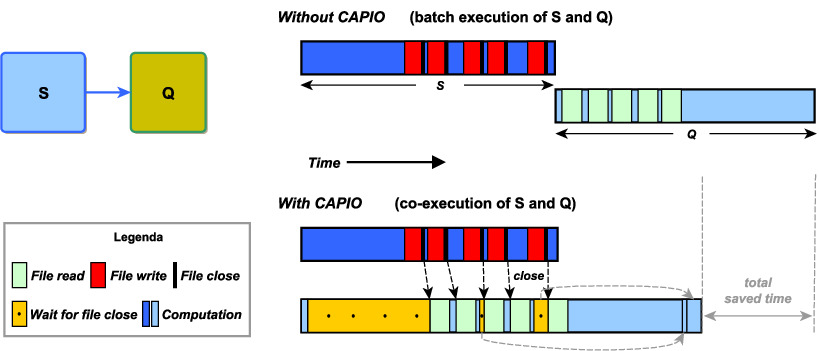 Without CAPIO (batch execution of S and Q)
S
Q
S
Q
Time
With CAPIO (co-execution of S and Q)
Legenda
File read File write File close
Wait for file close Computation
close
total
saved time